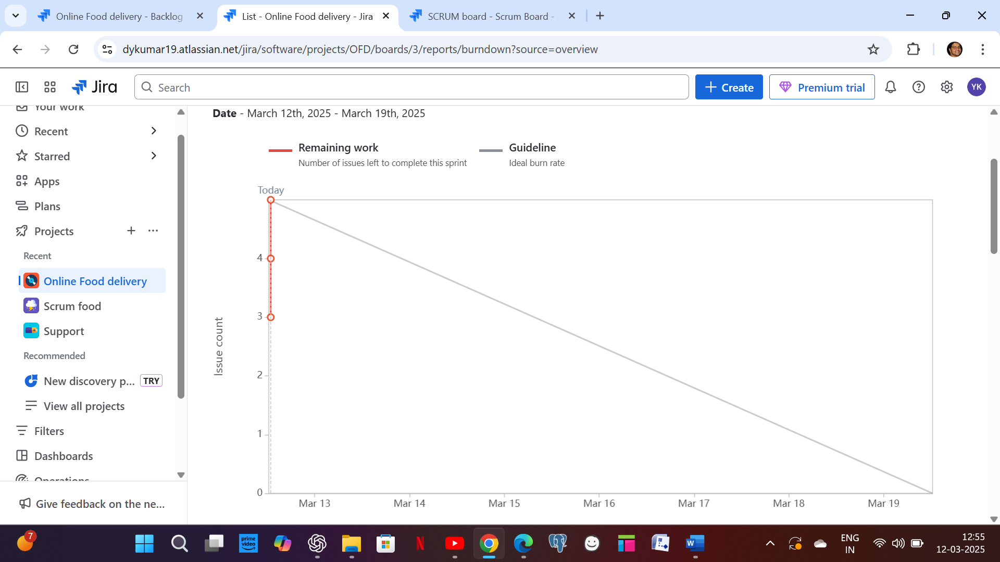 Online Food delivery - Backlog
List - Online Food delivery - Jira
SCRUM board - Scrum Board -
dykumar19.atlassian.net/jira/software/projects/OFD/boards/3/reports/burndown?source=overview
Jira
Search
Create
Premium trial
YK
Your work
Recent
Starred
Apps
Plans
Projects
Recent
Online Food delivery
Scrum food
Support
Recommended
New discovery p...
TRY
View all projects
Filters
Dashboards
Operations
Give feedback on the ne...
Date - March 12th, 2025 - March 19th, 2025
Remaining work
Number of issues left to complete this sprint
Guideline
Ideal burn rate
Today
4
3
2
1
0
Issue count
Mar 13
Mar 14
Mar 15
Mar 16
Mar 17
Mar 18
Mar 19
7
prime
video
N
W
ENG
IN
12:55
12-03-2025